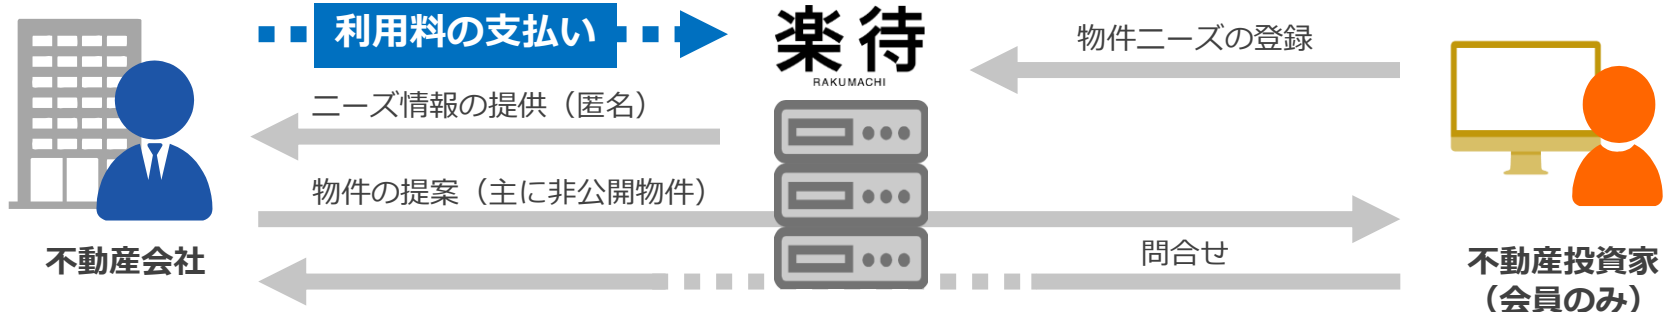 利用料の支払い
楽待
RAKUMACHI
物件ニーズの登録
ニーズ情報の提供（匿名）
物件の提案（主に非公開物件）
問合せ
不動産会社
不動産投資家
（会員のみ）